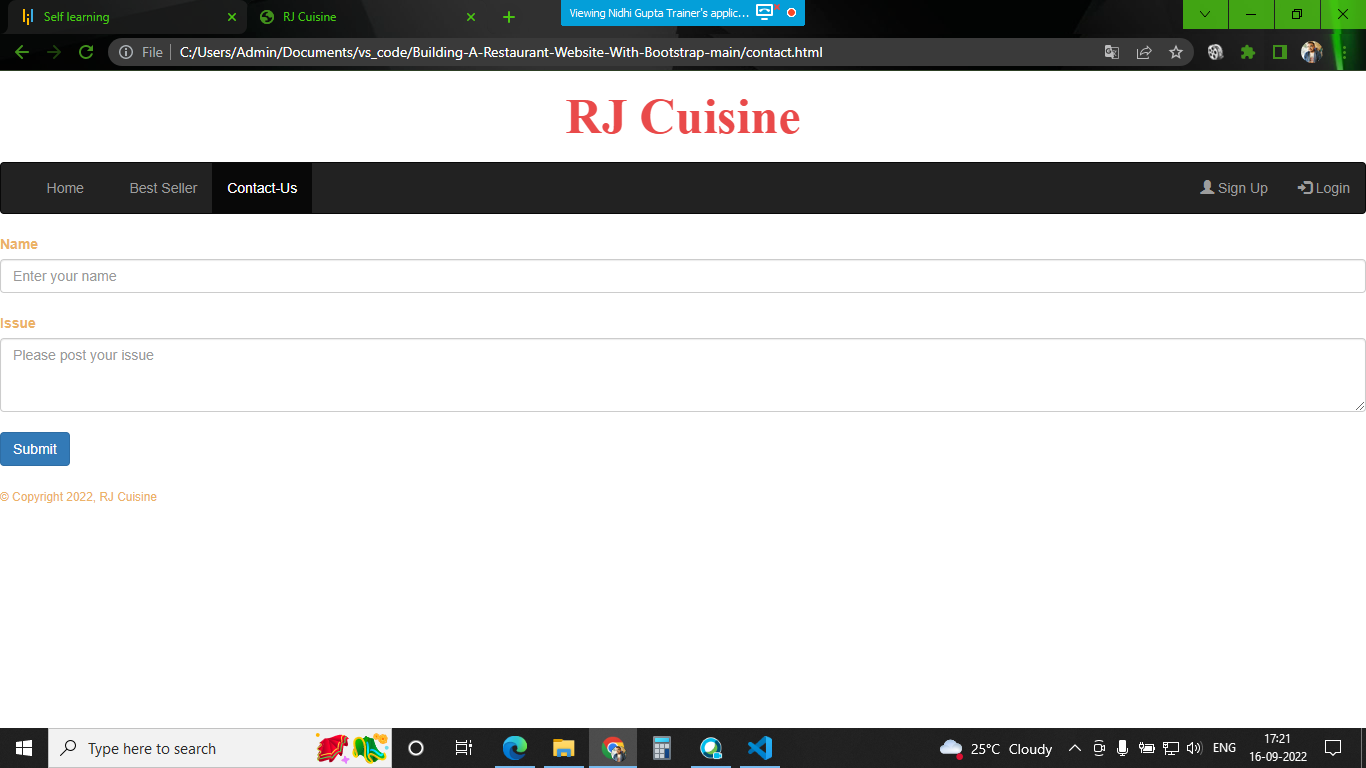 Self learning
RJ Cuisine
Viewing Nidhi Gupta Trainer's applic...
File
C:/Users/Admin/Documents/vs_code/Building-A-Restaurant-Website-With-Bootstrap-main/contact.html
RJ Cuisine
Home Best Seller Contact-Us Sign Up Login
Name
Enter your name
Issue
Please post your issue
Submit
© Copyright 2022, RJ Cuisine
Type here to search
25°C Cloudy
ENG
17:21
16-09-2022